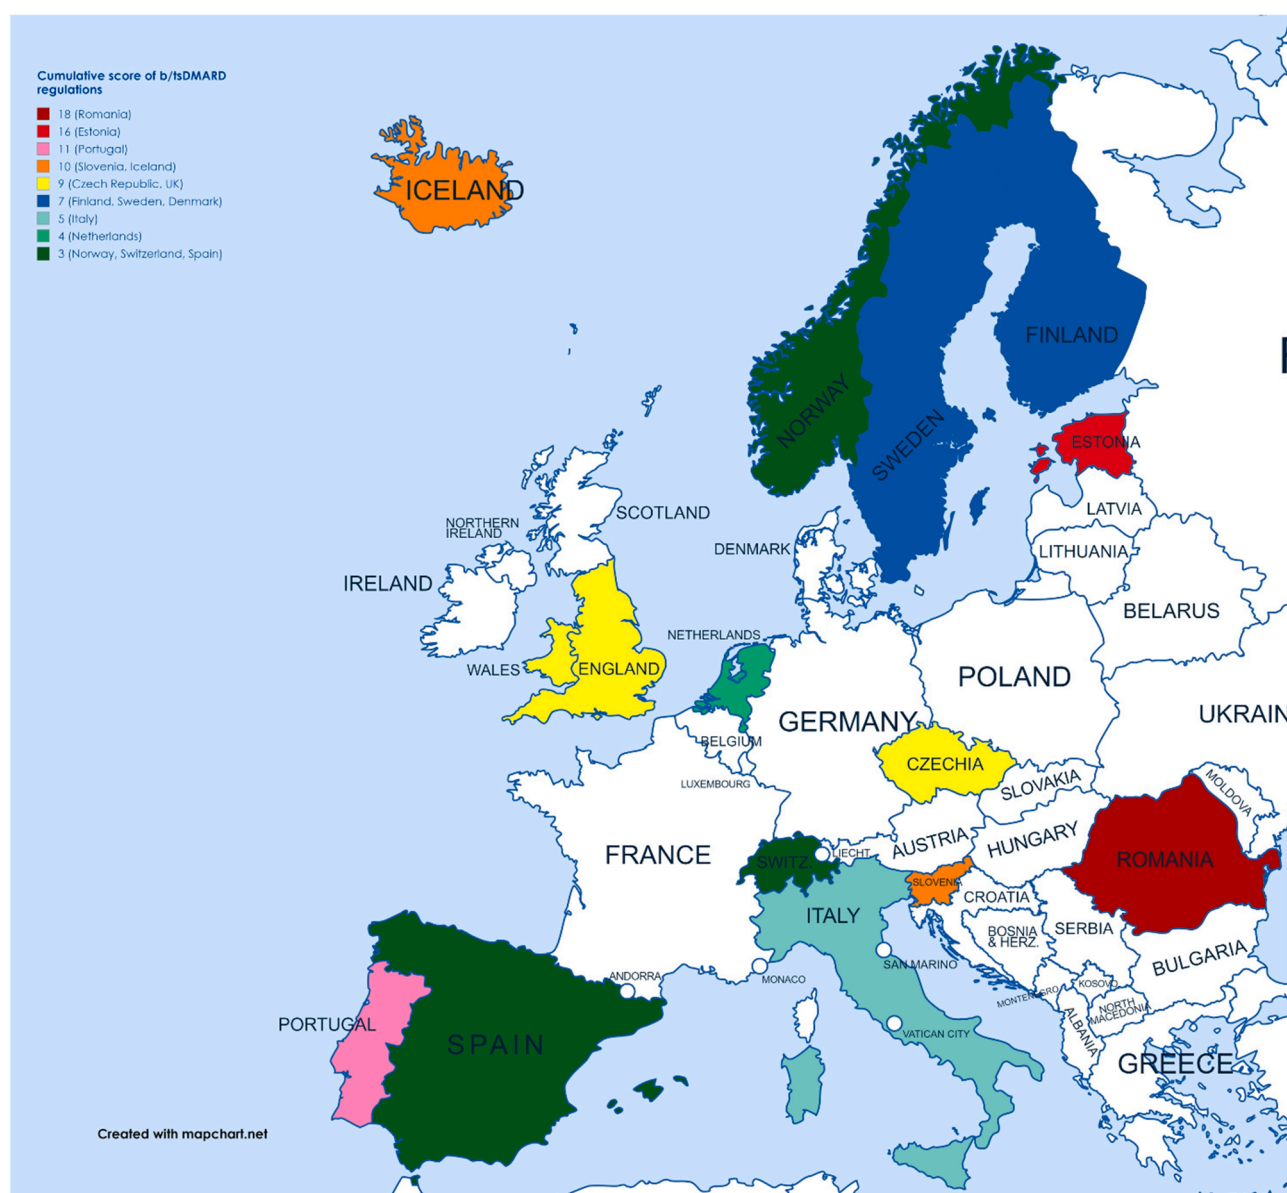 Cumulative score of b/tsDMARD
regulations
18 (Romania)
16 (Estonia)
11 (Portugal)
10 (Slovenia, Iceland)
9 (Czech Republic, UK)
7 (Finland, Sweden, Denmark)
5 (Italy)
4 (Netherlands)
3 (Norway, Switzerland, Spain)
ICELAND
FINLAND
NORWAY
SWEDEN
ESTONIA
SCOTLAND
LATVIA
NORTHERN
IRELAND
DENMARK
LITHUANIA
IRELAND
BELARUS
NETHERLANDS
WALES
ENGLAND
POLAND
GERMANY
UKRAIN
BELGIUM
CZECHIA
LUXEMBOURG
SLOVAKIA
MOLDOVA
FRANCE
SWITZ.
LIECHT.
AUSTRIA
HUNGARY
ROMANIA
SLOVENIA
CROATIA
ITALY
BOSNIA
& HERZ.
SERBIA
BULGARIA
SAN MARINO
ANDORRA
MONACO
MONTENEGRO
KOSOVO
NORTH
MACEDONIA
PORTUGAL
SPAIN
VATICAN CITY
ALBANIA
GREECE
Created with mapchart.net